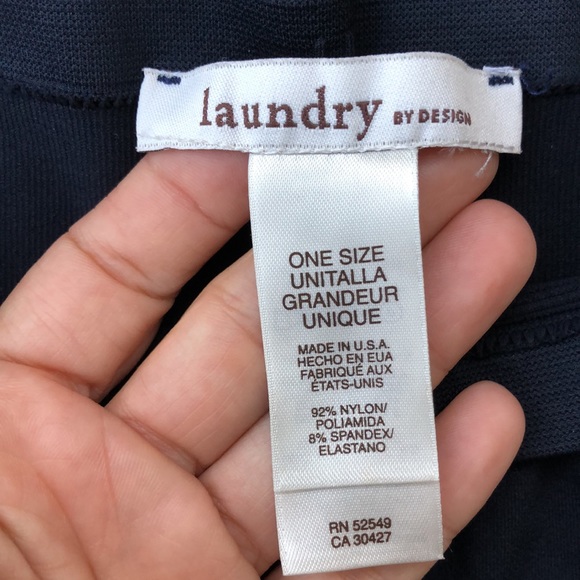 laundry BY DESIGN
ONE SIZE
UNITALLA
GRANDEUR
UNIQUE
MADE IN U.S.A.
HECHO EN EUA
FABRIQUÉ AUX
ÉTATS-UNIS
92% NYLON/
POLIAMIDA
8% SPANDEX/
ELASTANO
RN 52549
CA 30427